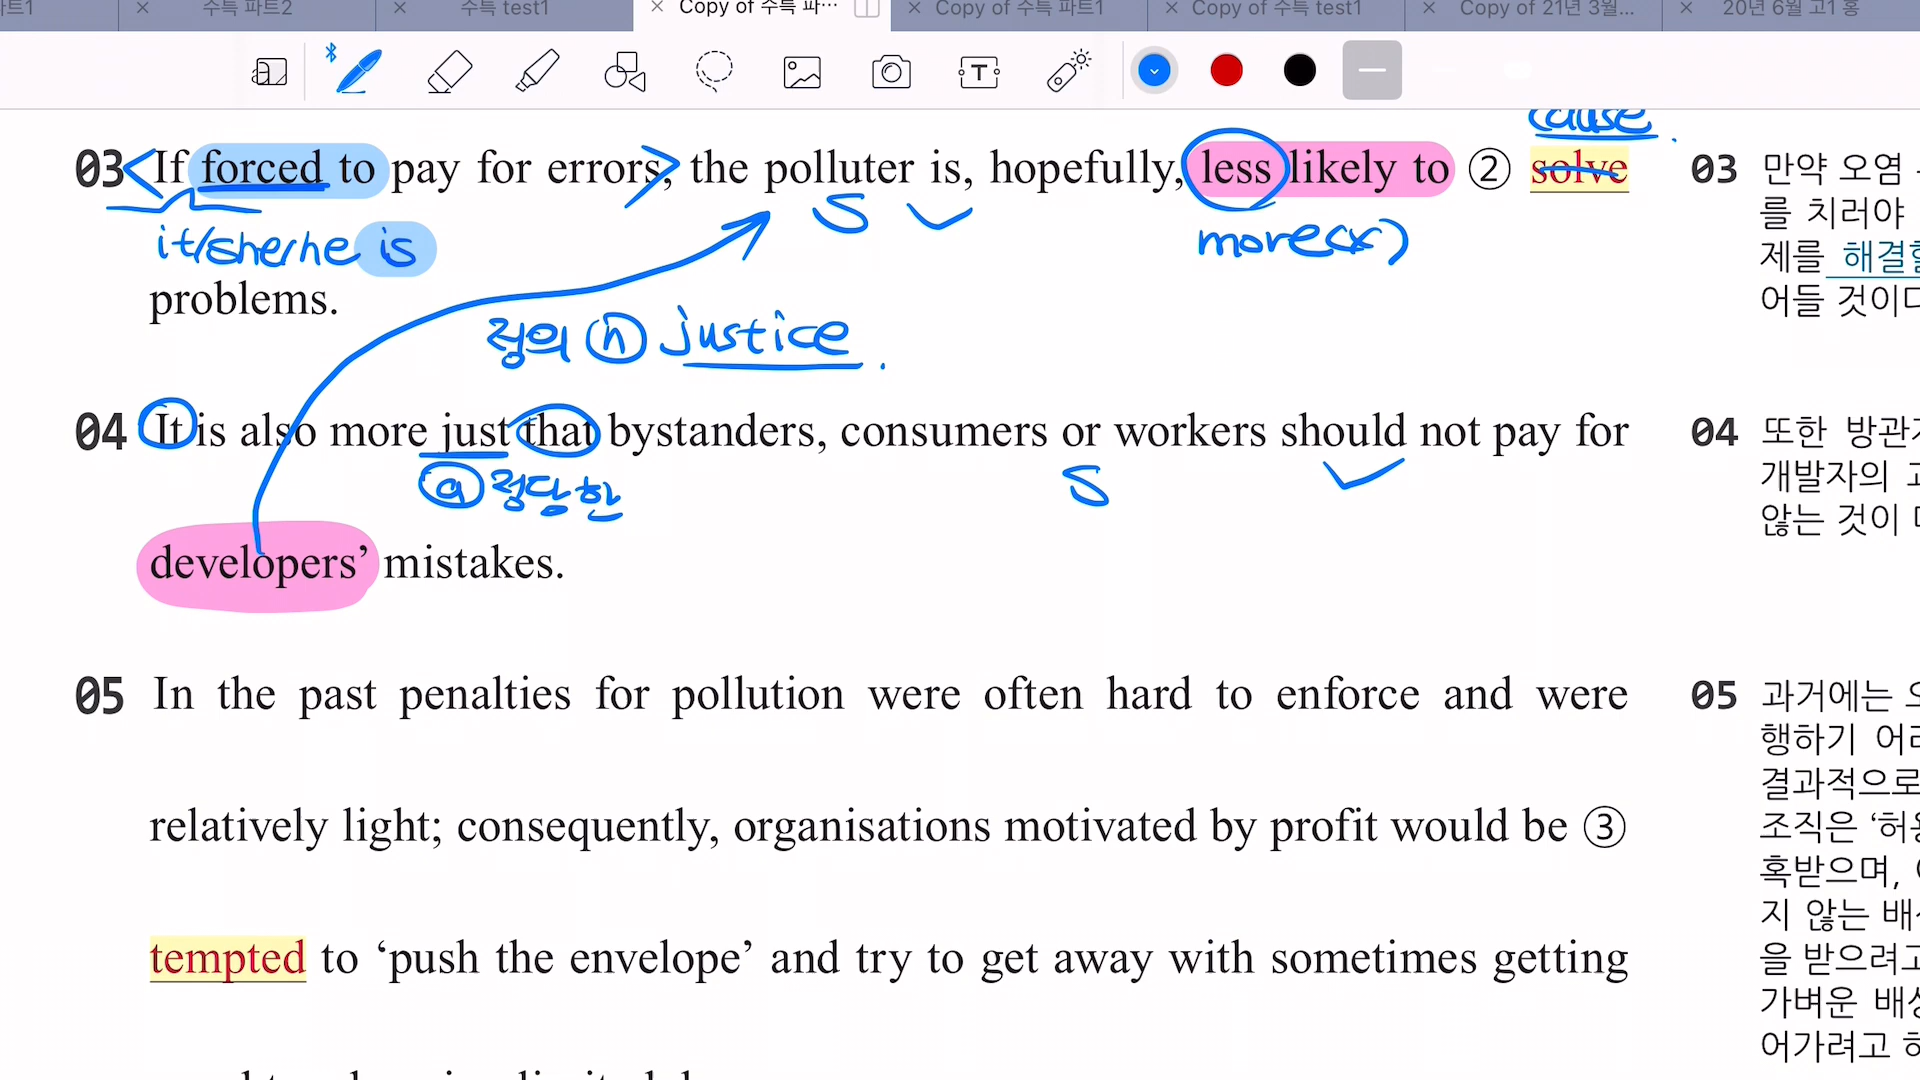 수특 파트2
수특 test1
Copy of 수특 파…
Copy of 수특 파트1
Copy of 수특 test1
Copy of 21년 3월...
20년 6월 고1 홍
cause.
03 <If forced to pay for errors>, the polluter is, hopefully, less likely to ② solve
S
it/she/he is
more(x)
problems.
정의 ⓝ justice.
04 It is also more just that bystanders, consumers or workers should not pay for
ⓐ 정당한
S
developers’ mistakes.
05 In the past penalties for pollution were often hard to enforce and were
relatively light; consequently, organisations motivated by profit would be ③
tempted to ‘push the envelope’ and try to get away with sometimes getting
03 만약 오염
를 치러야
제를 해결할
어들 것이다
04 또한 방관자
개발자의
않는 것이
05 과거에는
행하기 어려
결과적으로
조직은 ‘허용
혹받으며,
지 않는 배상
을 받으려고
가벼운 배상
어가려고